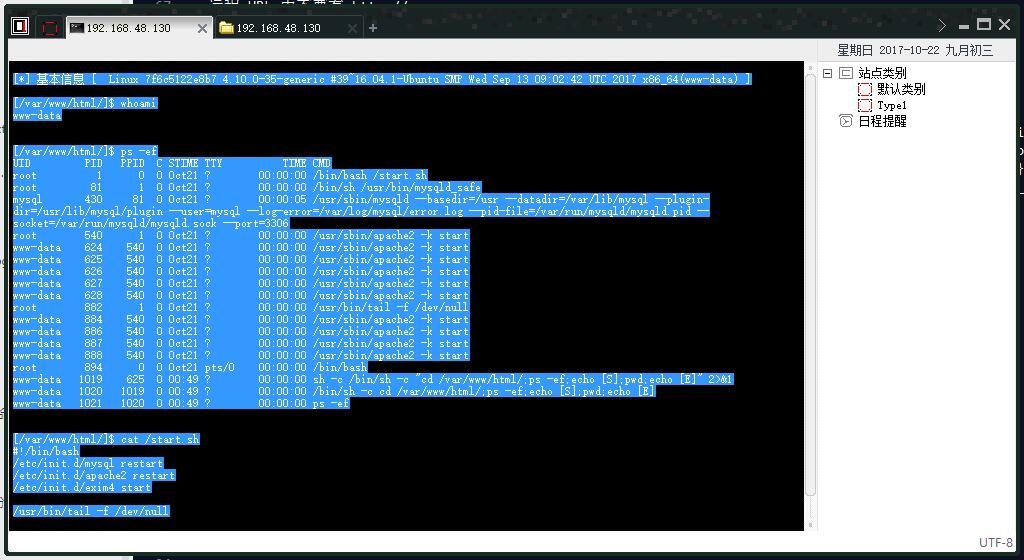 192.168.48.130
192.168.48.130
星期日 2017-10-22 九月初三
[*] 基本信息 [  Linux 7f6c5122e8b7 4.10.0-35-generic #39~16.04.1-Ubuntu SMP Wed Sep 13 09:02:42 UTC 2017 x86_64(www-data) ]
[/var/www/html/]$ whoami
www-data
[/var/www/html/]$ ps -ef
UID        PID  PPID  C STIME TTY          TIME CMD
root         1     0  0 Oct21 ?        00:00:00 /bin/bash /start.sh
root        81     1  0 Oct21 ?        00:00:00 /bin/sh /usr/bin/mysqld_safe
mysql      430    81  0 Oct21 ?        00:00:05 /usr/sbin/mysqld --basedir=/usr --datadir=/var/lib/mysql --plugin-
dir=/usr/lib/mysql/plugin --user=mysql --log-error=/var/log/mysql/error.log --pid-file=/var/run/mysqld/mysqld.pid --
socket=/var/run/mysqld/mysqld.sock --port=3306
root       540     1  0 Oct21 ?        00:00:00 /usr/sbin/apache2 -k start
www-data   624   540  0 Oct21 ?        00:00:00 /usr/sbin/apache2 -k start
www-data   625   540  0 Oct21 ?        00:00:00 /usr/sbin/apache2 -k start
www-data   626   540  0 Oct21 ?        00:00:00 /usr/sbin/apache2 -k start
www-data   627   540  0 Oct21 ?        00:00:00 /usr/sbin/apache2 -k start
www-data   628   540  0 Oct21 ?        00:00:00 /usr/sbin/apache2 -k start
root       882     1  0 Oct21 ?        00:00:00 /usr/bin/tail -f /dev/null
www-data   884   540  0 Oct21 ?        00:00:00 /usr/sbin/apache2 -k start
www-data   886   540  0 Oct21 ?        00:00:00 /usr/sbin/apache2 -k start
www-data   887   540  0 Oct21 ?        00:00:00 /usr/sbin/apache2 -k start
www-data   888   540  0 Oct21 ?        00:00:00 /usr/sbin/apache2 -k start
root       894     0  0 Oct21 pts/0    00:00:00 /bin/bash
www-data  1019   625  0 00:49 ?        00:00:00 sh -c /bin/sh -c "cd /var/www/html/;ps -ef;echo [S];pwd;echo [E]" 2>&1
www-data  1020  1019  0 00:49 ?        00:00:00 /bin/sh -c cd /var/www/html/;ps -ef;echo [S];pwd;echo [E]
www-data  1021  1020  0 00:49 ?        00:00:00 ps -ef
[/var/www/html/]$ cat /start.sh
#!/bin/bash
/etc/init.d/mysql restart
/etc/init.d/apache2 restart
/etc/init.d/exim4 start
/usr/bin/tail -f /dev/null
站点类别
默认类别
Type1
日程提醒
UTF-8